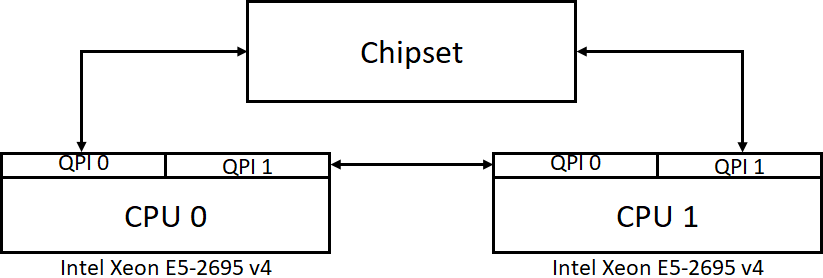 Chipset
QPI 0 QPI 1 QPI 0 QPI 1
CPU 0 CPU 1
Intel Xeon E5-2695 v4 Intel Xeon E5-2695 v4